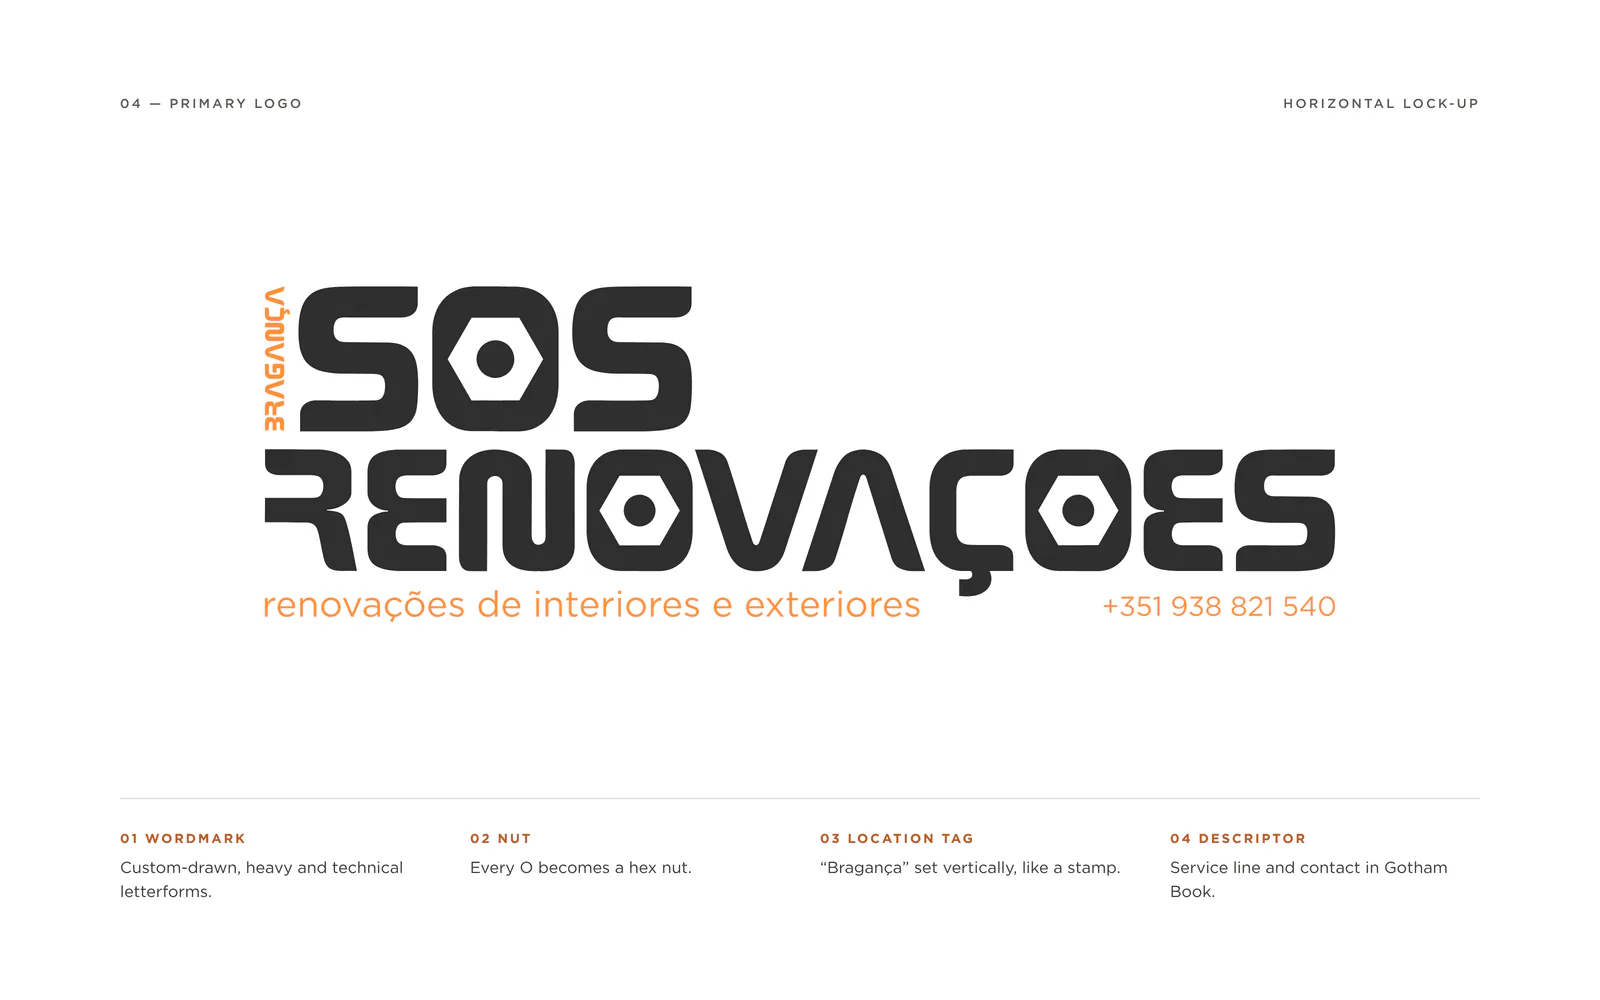 04 — PRIMARY LOGO
HORIZONTAL LOCK-UP
BRAGANÇA
SOS
RENOVAÇOES
renovações de interiores e exteriores
+351 938 821 540
01 WORDMARK
Custom-drawn, heavy and technical
letterforms.
02 NUT
Every O becomes a hex nut.
03 LOCATION TAG
“Bragança” set vertically, like a stamp.
04 DESCRIPTOR
Service line and contact in Gotham
Book.